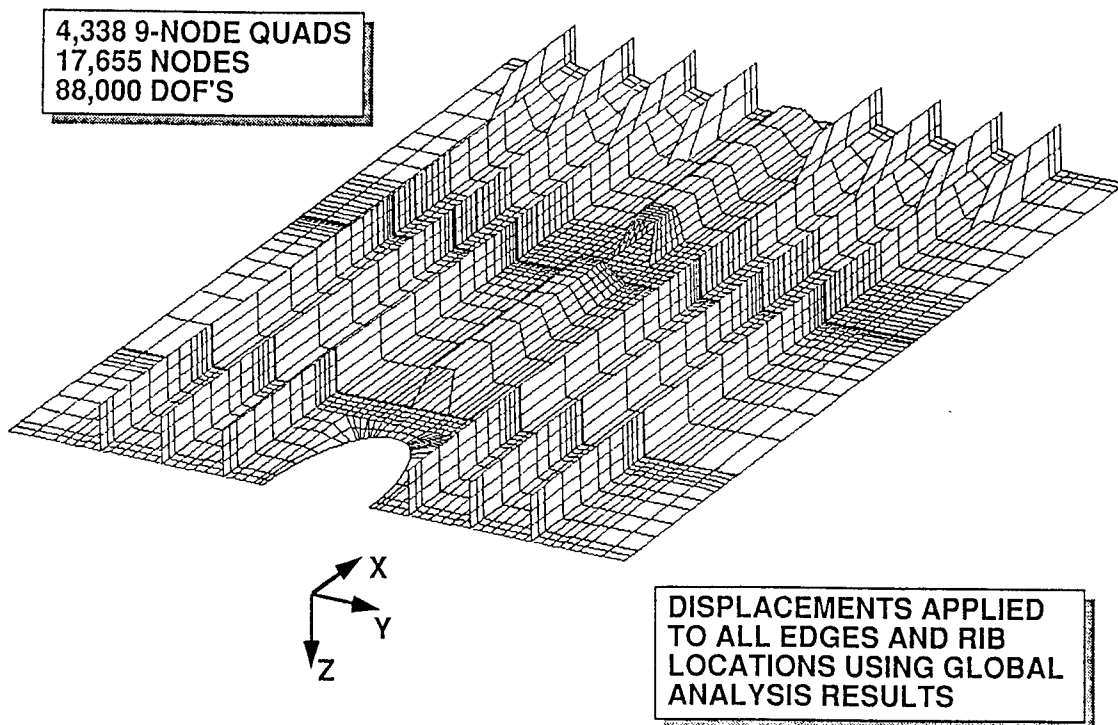 4,338 9-NODE QUADS
17,655 NODES
88,000 DOF'S
X
Y
Z
DISPLACEMENTS APPLIED
TO ALL EDGES AND RIB
LOCATIONS USING GLOBAL
ANALYSIS RESULTS